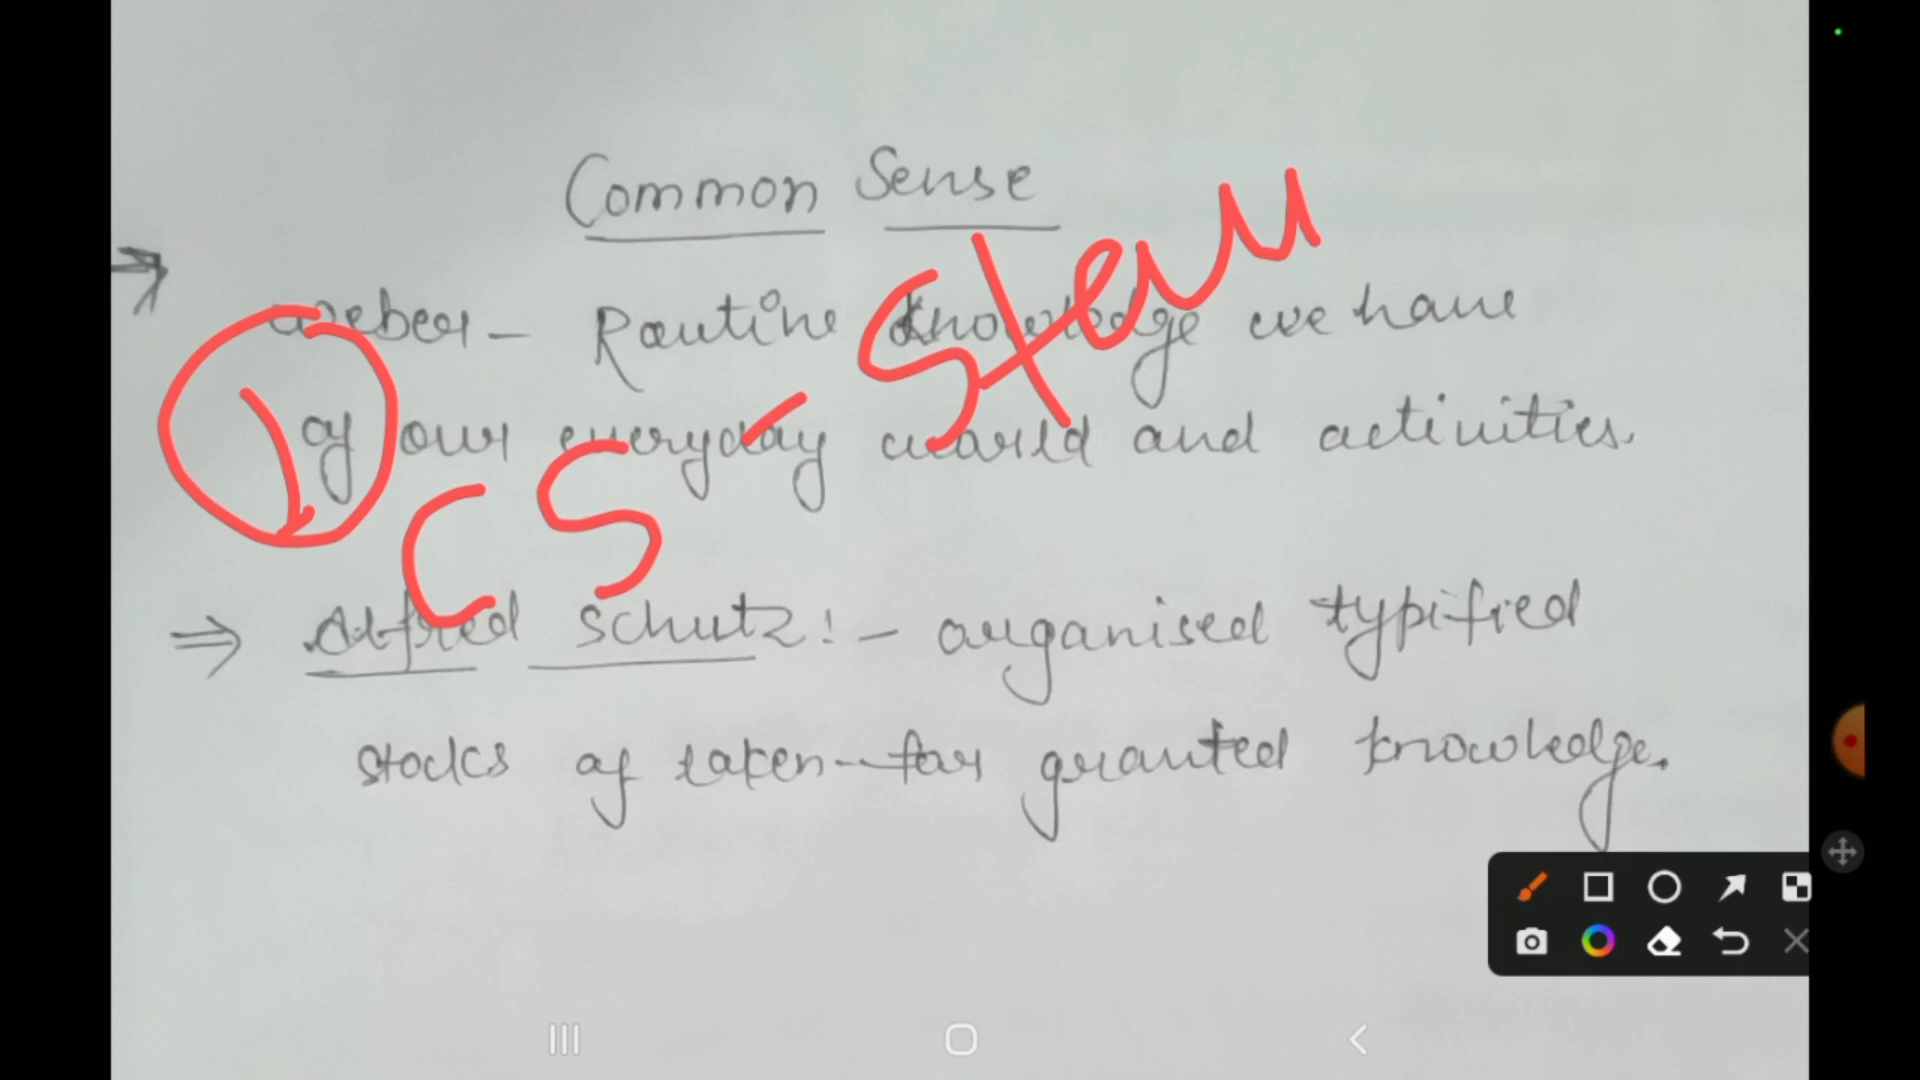 Common Sense
Weber - Routine knowledge we have
of our everyday world and activities.
1
CS -
⇒ Alfred Schutz:- organised typified
stocks of taken-for granted knowledge.